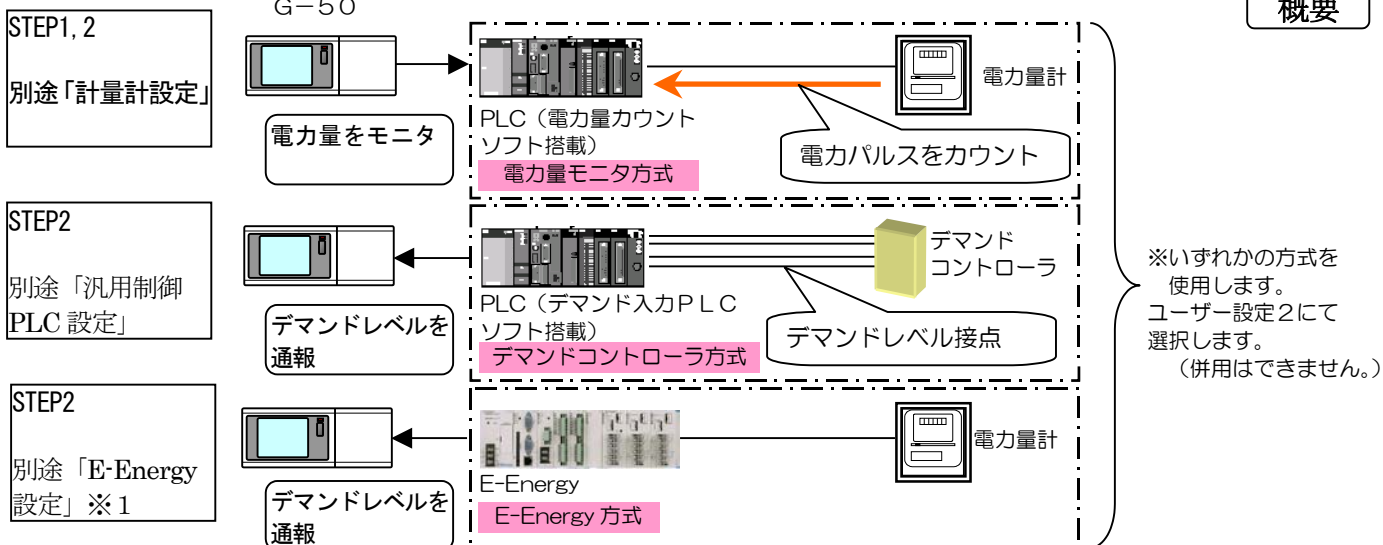 G－50
概要
STEP1, 2
別途「計量計設定」
電力量をモニタ
PLC（電力量カウント
ソフト搭載）
電力量モニタ方式
電力量計
電力パルスをカウント
STEP2
別途「汎用制御
PLC 設定」
デマンドレベルを
通報
PLC（デマンド入力ＰＬＣ
ソフト搭載）
デマンドコントローラ方式
デマンド
コントローラ
デマンドレベル接点
STEP2
別途「E-Energy
設定」※１
デマンドレベルを
通報
E-Energy
E-Energy 方式
電力量計
※いずれかの方式を
使用します。
ユーザー設定２にて
選択します。
（併用はできません。）